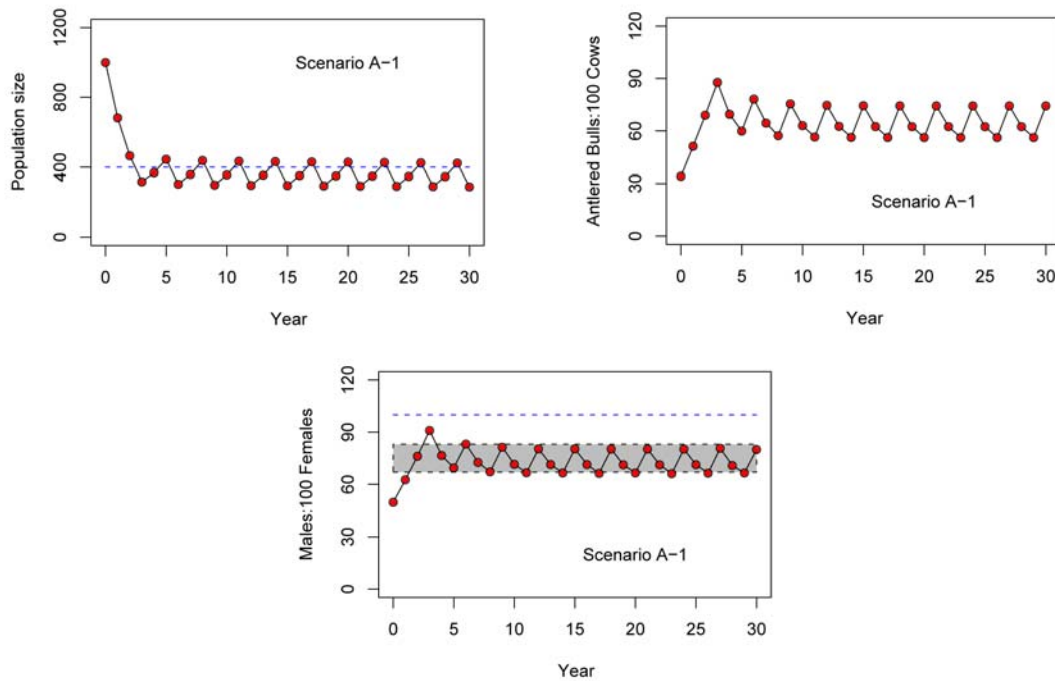 Population size
1200
800
400
0
Scenario A−1
0 5 10 15 20 25 30
Year
Antlered Bulls:100 Cows
120
90
60
30
0
Scenario A−1
0 5 10 15 20 25 30
Year
Males:100 Females
120
90
60
30
0
Scenario A−1
0 5 10 15 20 25 30
Year